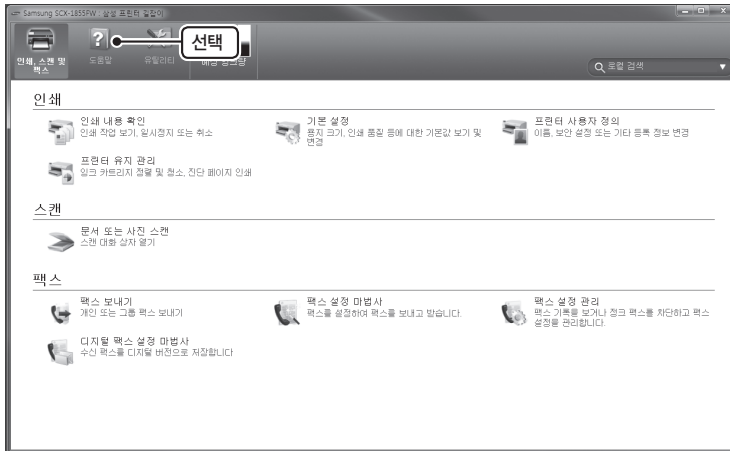 Samsung SCX-1855FW - 삼성 프린터 길잡이
인쇄, 스캔 및
팩스
도움말
선택
유틸리티
예상 잉크량
로컬 검색
인쇄
인쇄 내용 확인
인쇄 작업 보기, 일시정지 또는 취소
기본 설정
용지 크기, 인쇄 품질 등에 대한 기본값 보기 및
변경
프린터 사용자 정의
이름, 보안 설정 또는 기타 등록 정보 변경
프린터 유지 관리
잉크 카트리지 정렬 및 청소, 진단 페이지 인쇄
스캔
문서 또는 사진 스캔
스캔 대화 상자 열기
팩스
팩스 보내기
개인 또는 그룹 팩스 보내기
팩스 설정 마법사
팩스를 설정하여 팩스를 보내고 받습니다.
팩스 설정 관리
팩스 기록을 보거나 정크 팩스를 차단하고 팩스
설정을 관리합니다.
디지털 팩스 설정 마법사
수신 팩스를 디지털 버전으로 저장합니다